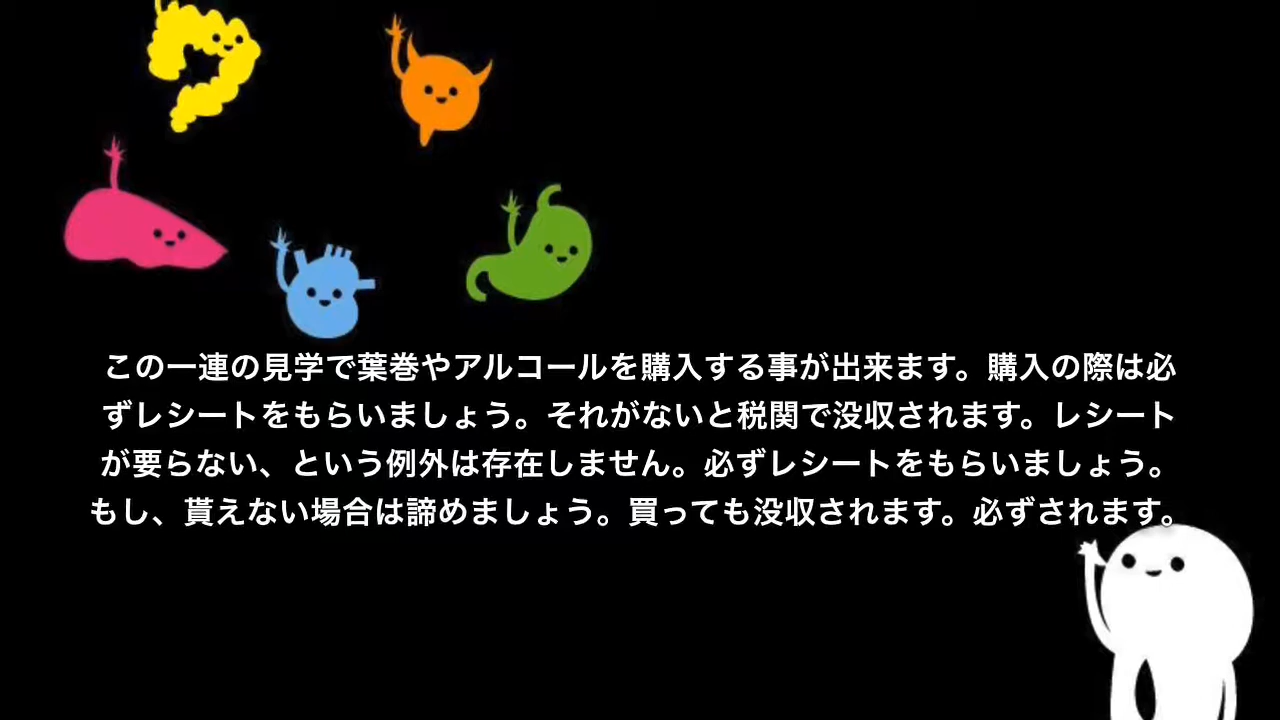 この一連の見学で葉巻やアルコールを購入する事が出来ます。購入の際は必
ずレシートをもらいましょう。それがないと税関で没収されます。レシート
が要らない、という例外は存在しません。必ずレシートをもらいましょう。
もし、貰えない場合は諦めましょう。買っても没収されます。必ずされます。